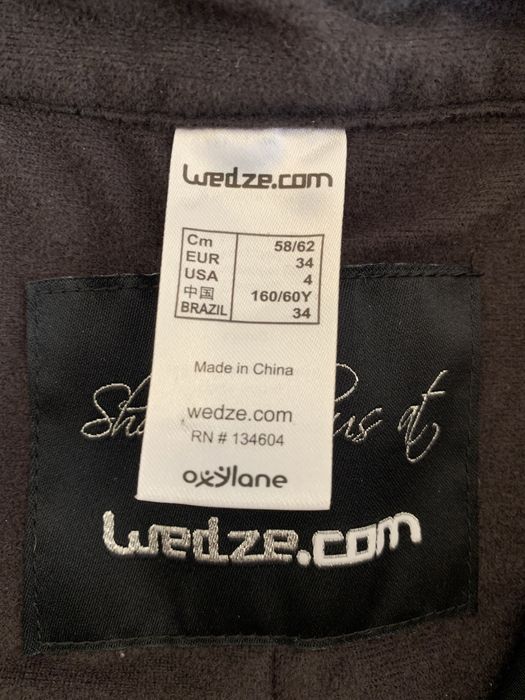 wedze.com
Cm 58/62
EUR 34
USA 4
中国 160/60Y
BRAZIL 34
Made in China
wedze.com
RN # 134604
oxylane
at
wedze.com